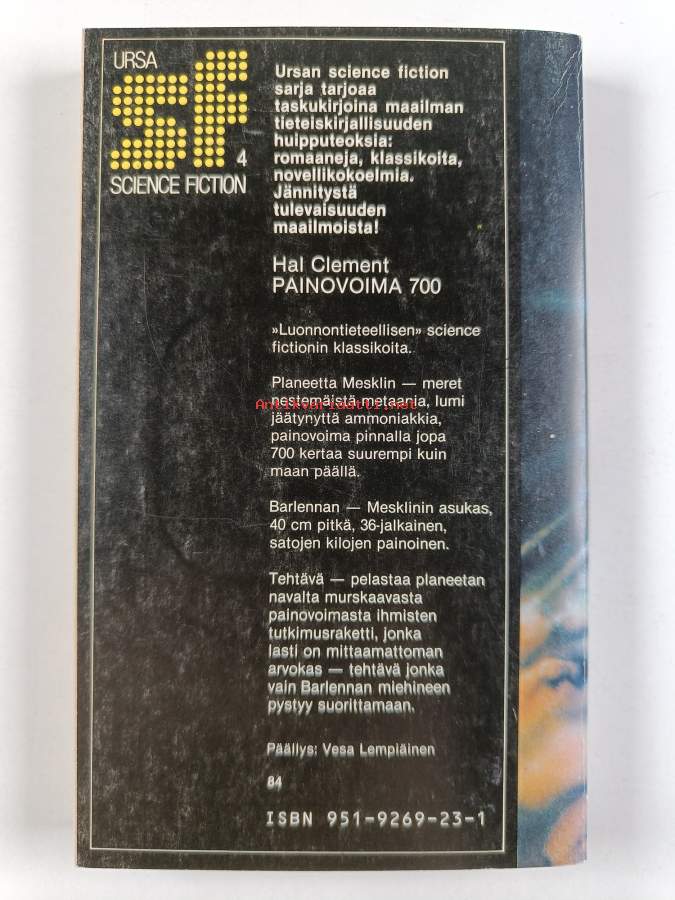 URSA
sf
4
SCIENCE FICTION
Ursan science fiction
sarja tarjoaa
taskukirjoina maailman
tieteiskirjallisuuden
huipputeoksia:
romaaneja, klassikoita,
novellikokoelmia.
Jännitystä
tulevaisuuden
maailmoista!
Hal Clement
PAINOVOIMA 700
»Luonnontieteellisen» science
fictionin klassikoita.
Planeetta Mesklin — meret
nestemäistä metaania, lumi
Antikvariaatti.net
jäätynyttä ammoniakkia,
painovoima pinnalla jopa
700 kertaa suurempi kuin
maan päällä.
Barlennan — Mesklinin asukas,
40 cm pitkä, 36-jalkainen,
satojen kilojen painoinen.
Tehtävä — pelastaa planeetan
navalta murskaavasta
painovoimasta ihmisten
tutkimusraketti, jonka
lasti on mittaamattoman
arvokas — tehtävä jonka
vain Barlennan miehineen
pystyy suorittamaan.
Päällys: Vesa Lempiäinen
84
ISBN 951-9269-23-1